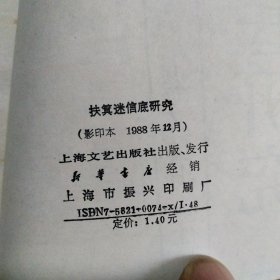 扶箕迷信底研究
(影印本 1988年12月)
上海文艺出版社出版、发行
新华书店 经销
上海市振兴印刷厂
ISBN7-5321-0074-x/I·48
定价: 1.40元